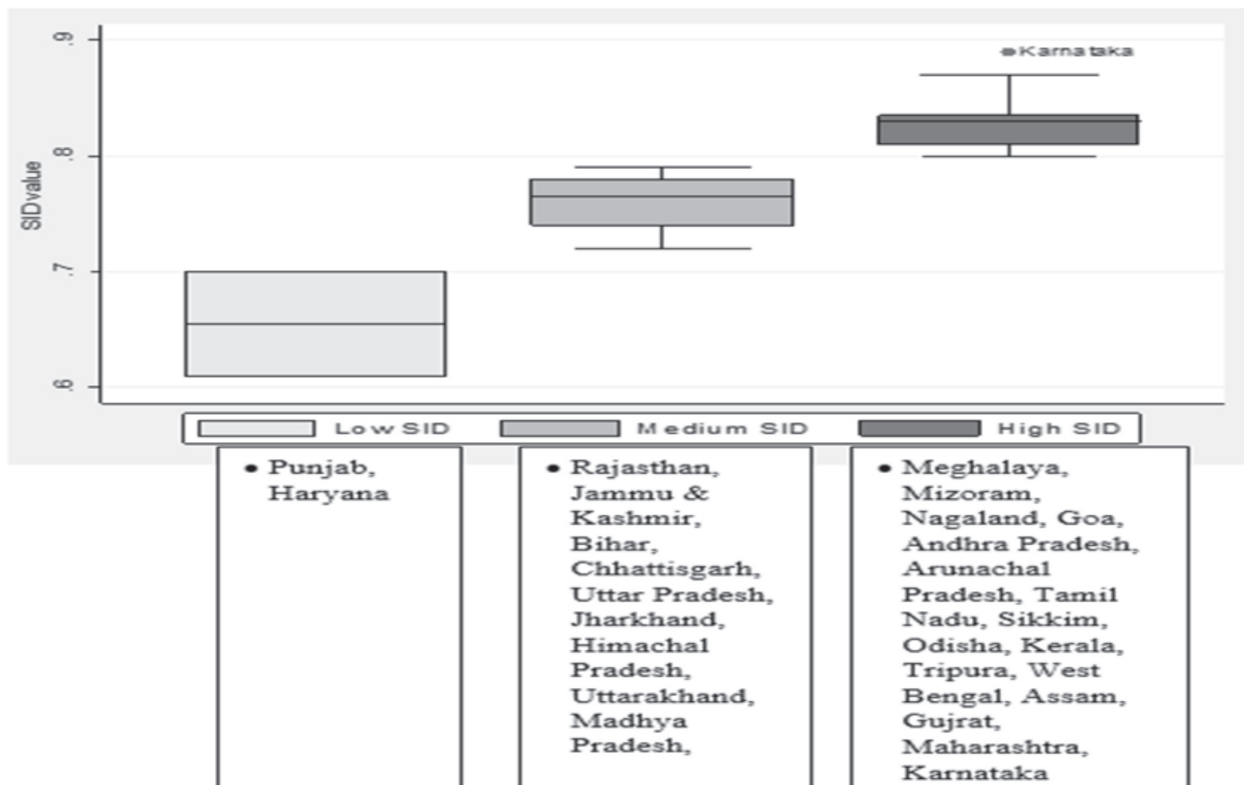 .9
Karnataka
.8
SIDvalue
.7
.6
Low SID
Medium SID
High SID
• Punjab,
Haryana
• Rajasthan,
Jammu &
Kashmir,
Bihar,
Chhattisgarh,
Uttar Pradesh,
Jharkhand,
Himachal
Pradesh,
Uttarakhand,
Madhya
Pradesh,
• Meghalaya,
Mizoram,
Nagaland, Goa,
Andhra Pradesh,
Arunachal
Pradesh, Tamil
Nadu, Sikkim,
Odisha, Kerala,
Tripura, West
Bengal, Assam,
Gujrat,
Maharashtra,
Karnataka